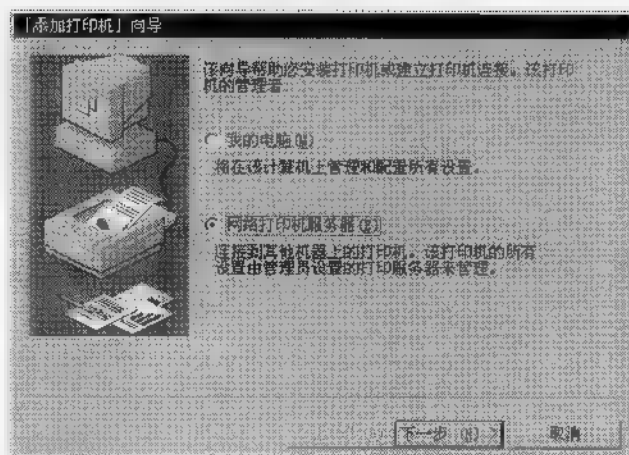 「添加打印机」向导
该向导帮助您安装打印机或建立打印机连接。该打印
机的管理者
我的电脑(M)
将在该计算机上管理和配置所有设置。
网络打印机服务器(E)
连接到其他机器上的打印机。该打印机的所有
设置由管理员设置的打印服务器来管理。
下一步 (N) >
取消